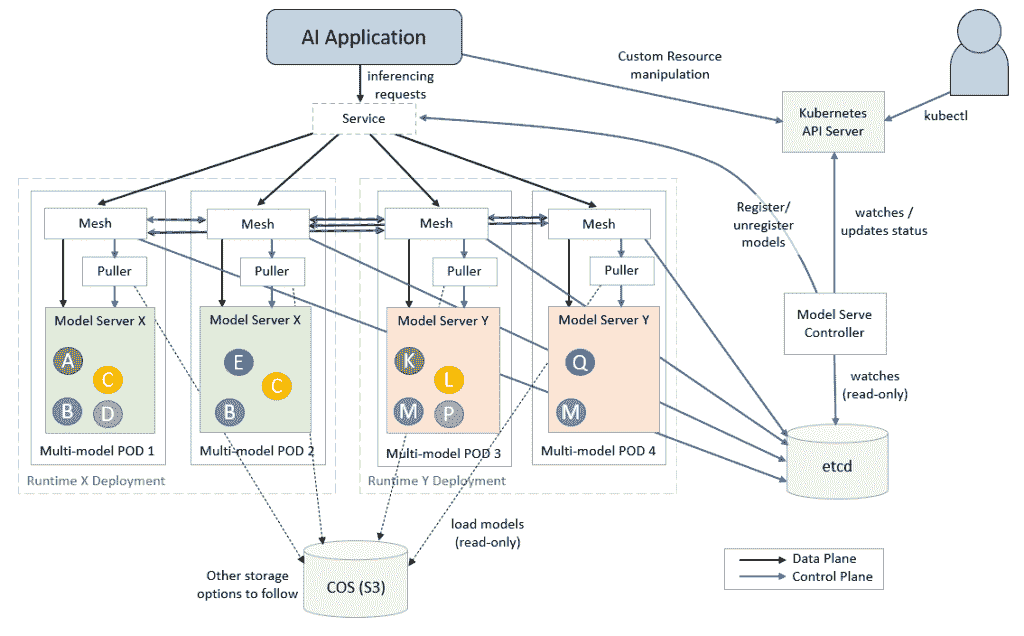 AI Application
inferencing
requests
Custom Resource
manipulation
Service
Kubernetes
API Server
kubectl
Mesh
Mesh
Mesh
Mesh
Register/
unregister
models
watches /
updates status
Puller
Puller
Puller
Puller
Model Server X
Model Server X
Model Server Y
Model Server Y
Model Serve
Controller
A
C
B
D
E
C
B
K
L
M
P
Q
M
watches
(read-only)
Multi-model POD 1
Multi-model POD 2
Multi-model POD 3
Multi-model POD 4
Runtime X Deployment
Runtime Y Deployment
etcd
load models
(read-only)
Other storage
options to follow
COS (S3)
Data Plane
Control Plane